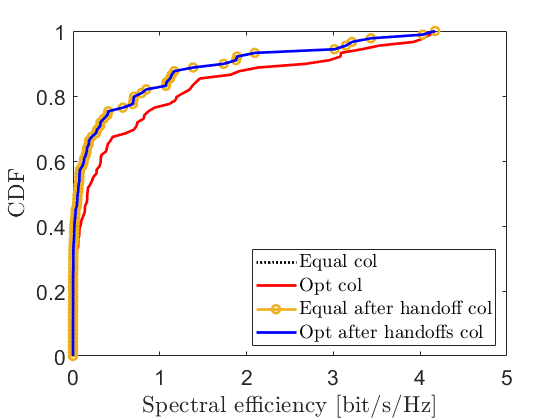 1
0.8
0.6
0.4
0.2
0
CDF
0 1 2 3 4 5
Spectral efficiency [bit/s/Hz]
Equal col
Opt col
Equal after handoff col
Opt after handoffs col